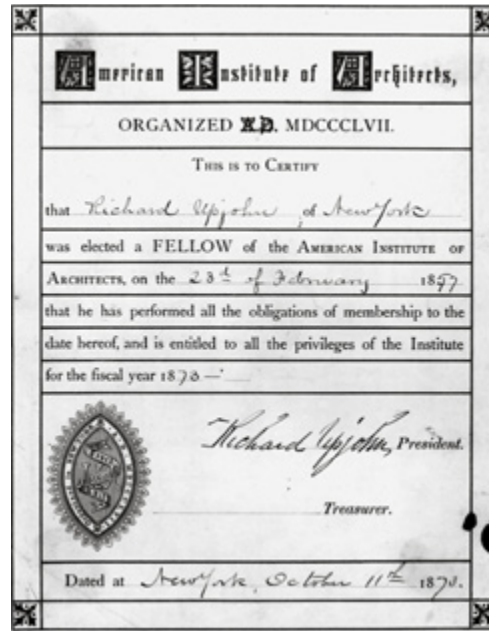 American Institute of Architects,
ORGANIZED A.D. MDCCCLVII.
THIS IS TO CERTIFY
that Richard Upjohn of New York
was elected a FELLOW of the AMERICAN INSTITUTE OF
ARCHITECTS, on the 23d of February 1857
that he has performed all the obligations of membership to the
date hereof, and is entitled to all the privileges of the Institute
for the fiscal year 1870 —
Richard Upjohn, President.
Treasurer.
Dated at New York, October 11th 1870.